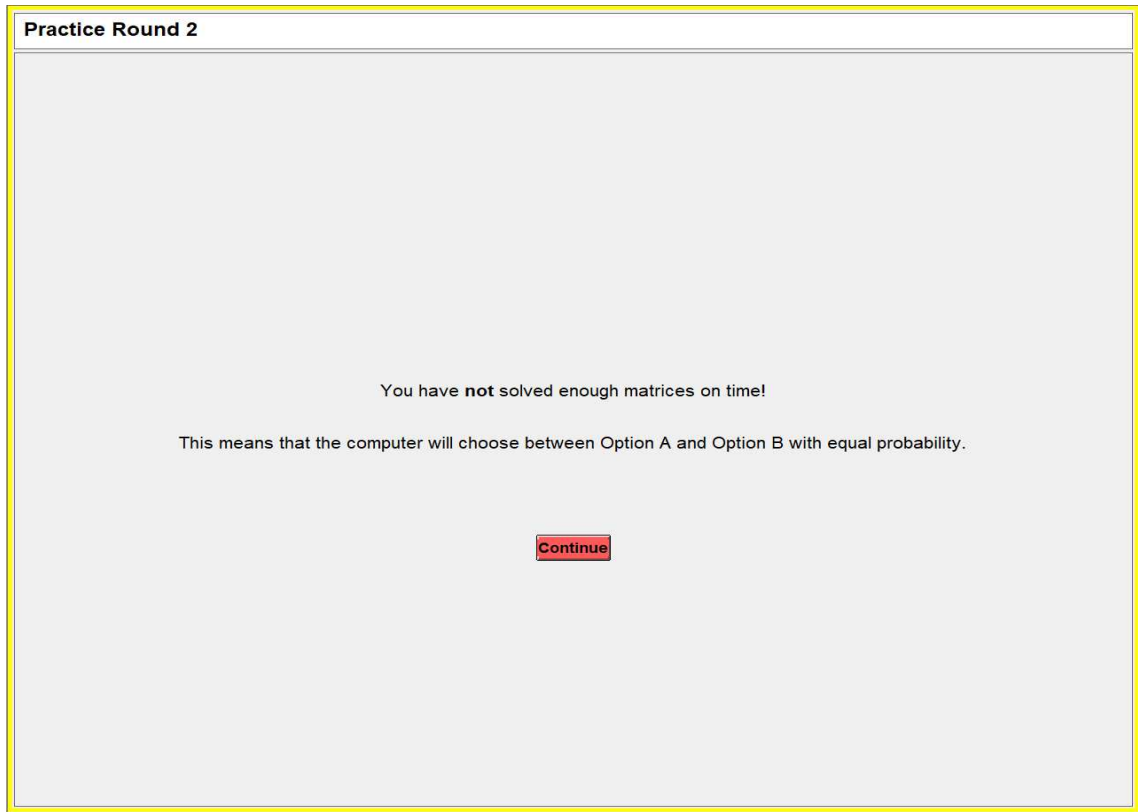 Practice Round 2
You have not solved enough matrices on time!
This means that the computer will choose between Option A and Option B with equal probability.
Continue